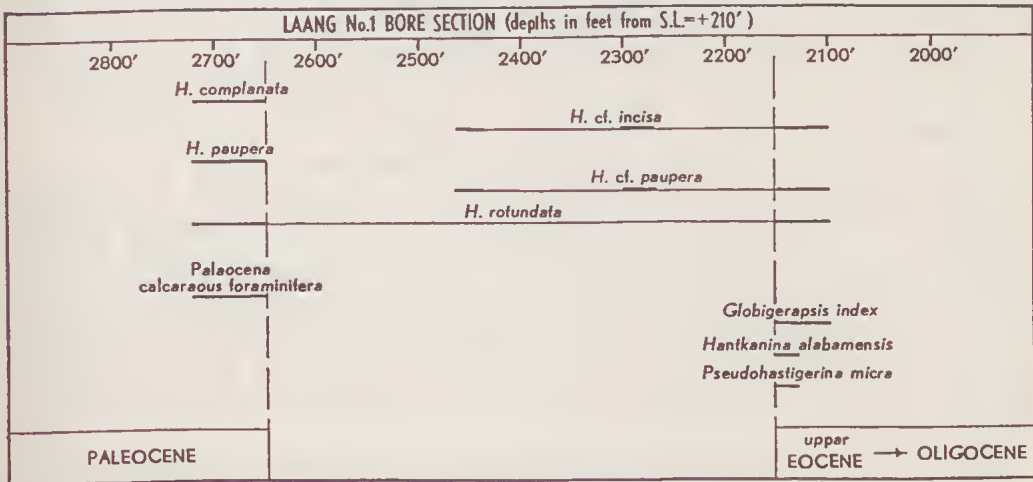 LAANG No.1 BORE SECTION (depths in feet from S.L.=+210')
2800' 2700' 2600' 2500' 2400' 2300' 2200' 2100' 2000'
H. complanata
H. cf. incisa
H. paupera
H. cf. paupera
H. rotundata
Palaocena
calcaraous foraminifera
Globigerapsis index
Hantkanina alabamensis
Pseudohastigerina micra
PALEOCENE
uppar
EOCENE → OLIGOCENE